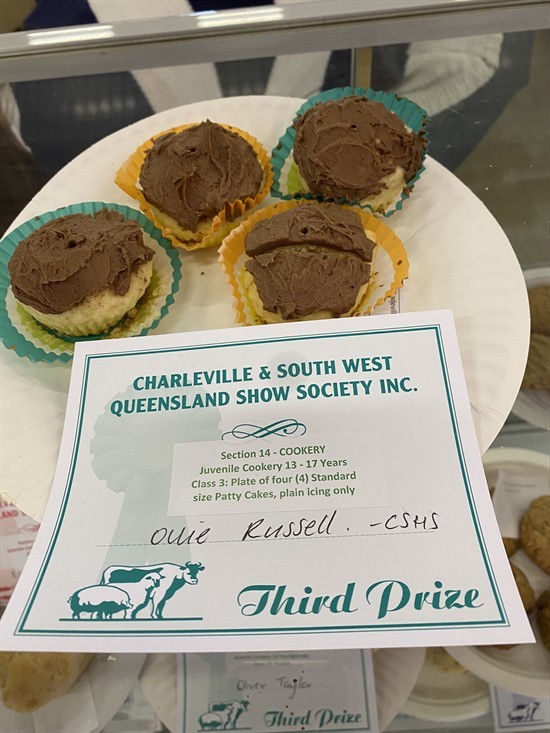 CHARLEVILLE & SOUTH WEST
QUEENSLAND SHOW SOCIETY INC.
Section 14 - COOKERY
Juvenile Cookery 13 - 17 Years
Class 3: Plate of four (4) Standard
size Patty Cakes, plain icing only
Ollie Russell. - CSHS
Third Prize
Oliver Taylor
Third Prize